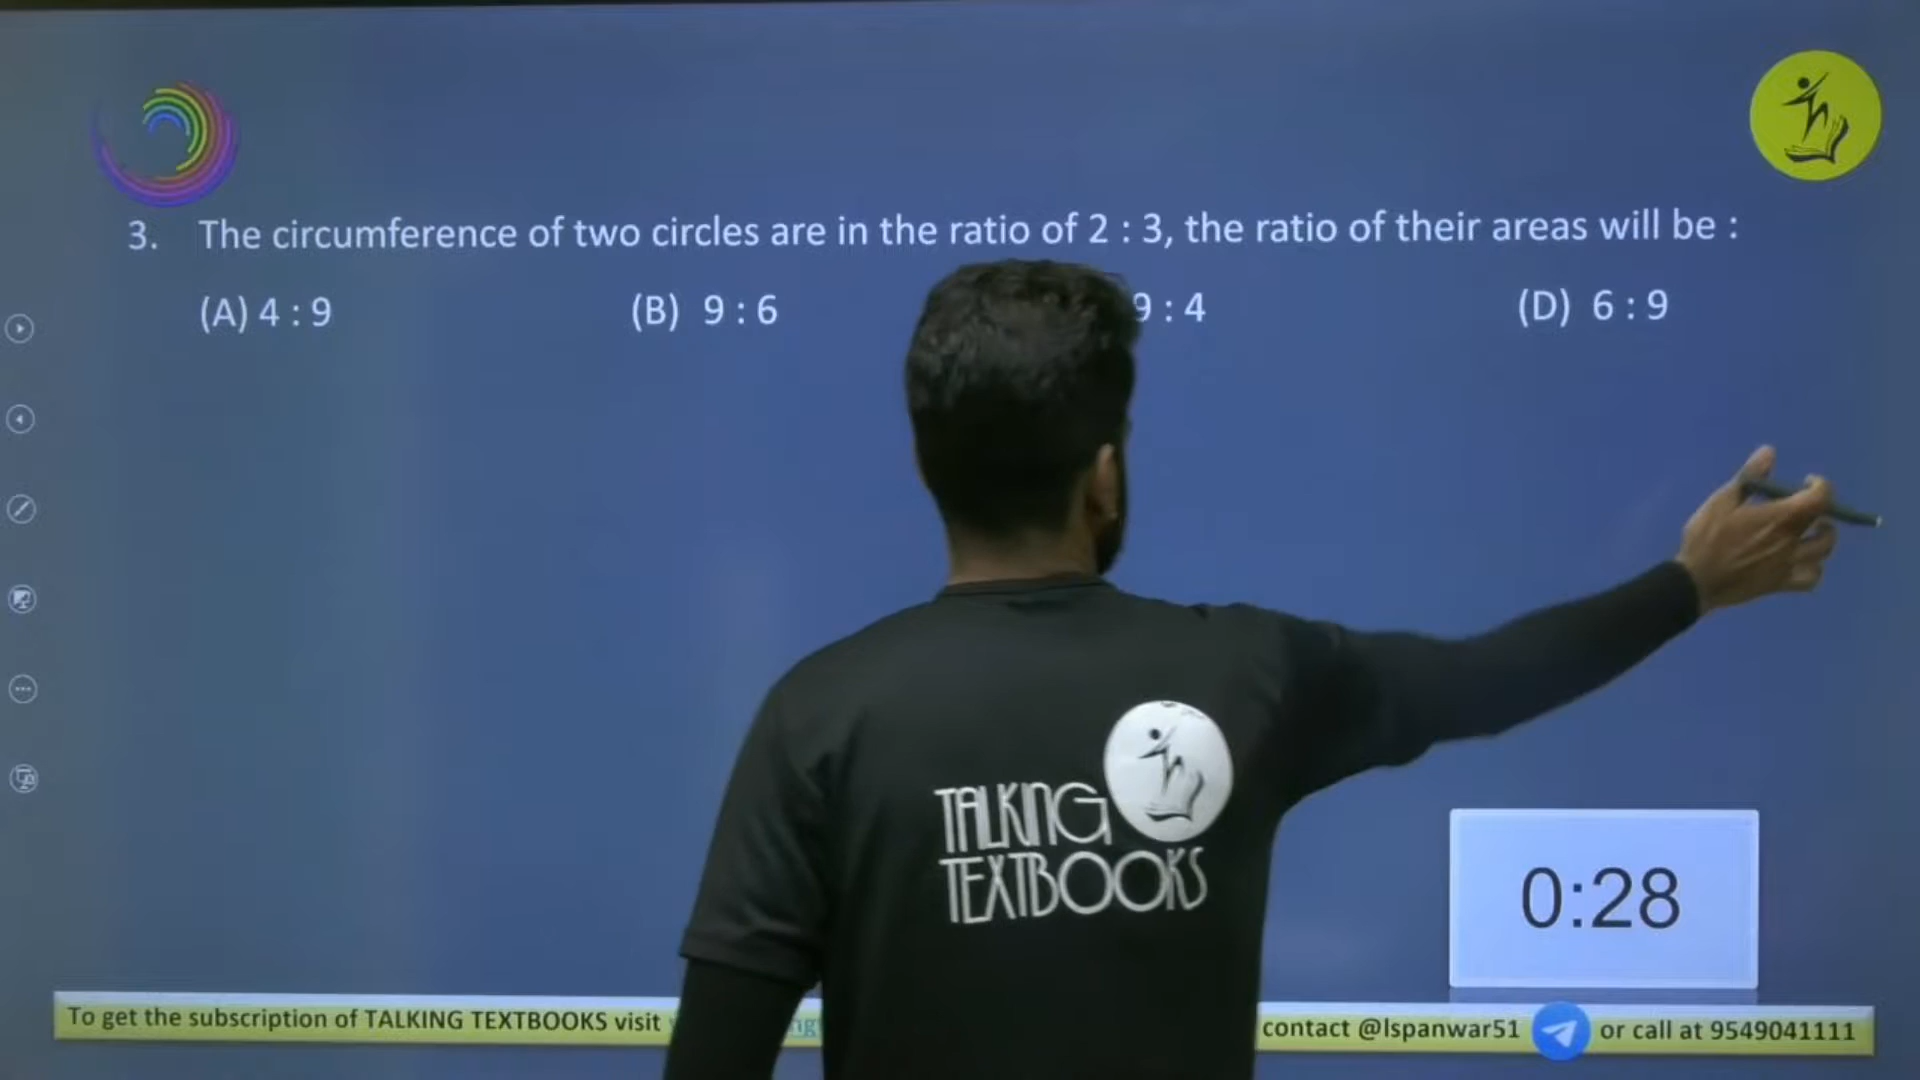 3. The circumference of two circles are in the ratio of 2 : 3, the ratio of their areas will be :
(A) 4 : 9 (B) 9 : 6 9 : 4 (D) 6 : 9
TALKING
TEXTBOOKS
0:28
To get the subscription of TALKING TEXTBOOKS visit contact @lspanwar51 or call at 9549041111